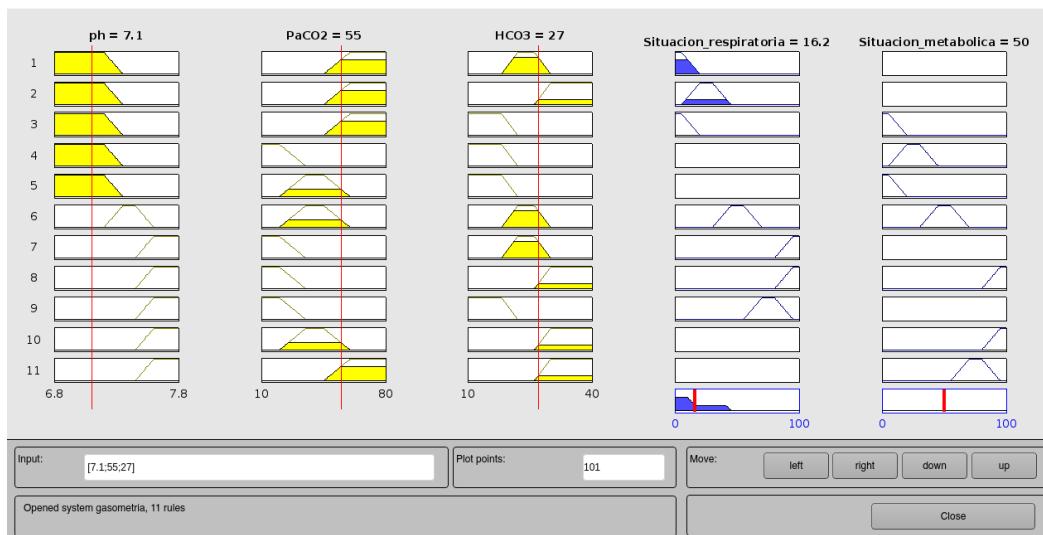 ph = 7.1
PaCO2 = 55
HCO3 = 27
Situacion_respiratoria = 16.2
Situacion_metabolica = 50
1
2
3
4
5
6
7
8
9
10
11
6.8
7.8
10
80
10
40
0
100
0
100
Input:
[7.1;55;27]
Plot points:
101
Move:
left
right
down
up
Opened system gasometria, 11 rules
Close